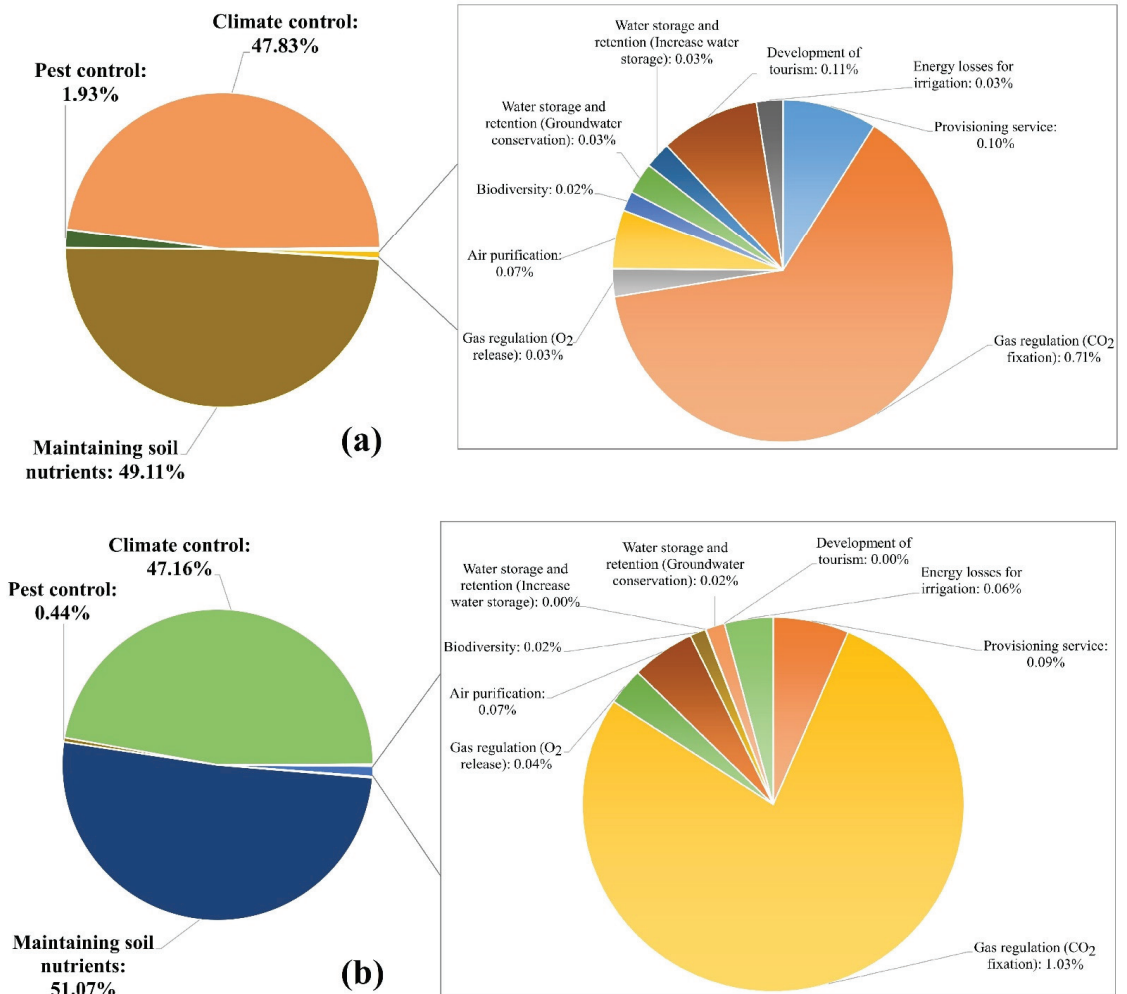 Climate control:
47.83%
Pest control:
1.93%
Maintaining soil
nutrients: 49.11%
(a)
Water storage and
retention (Increase water
storage): 0.03%
Development of
tourism: 0.11%
Energy losses for
irrigation: 0.03%
Water storage and
retention (Groundwater
conservation): 0.03%
Provisioning service:
0.10%
Biodiversity: 0.02%
Air purification:
0.07%
Gas regulation (O2
release): 0.03%
Gas regulation (CO2
fixation): 0.71%
Climate control:
47.16%
Pest control:
0.44%
Maintaining soil
nutrients:
51.07%
(b)
Water storage and
retention (Groundwater
conservation): 0.02%
Development of
tourism: 0.00%
Energy losses for
irrigation: 0.06%
Water storage and
retention (Increase
water storage): 0.00%
Biodiversity: 0.02%
Provisioning service:
0.09%
Air purification:
0.07%
Gas regulation (O2
release): 0.04%
Gas regulation (CO2
fixation): 1.03%